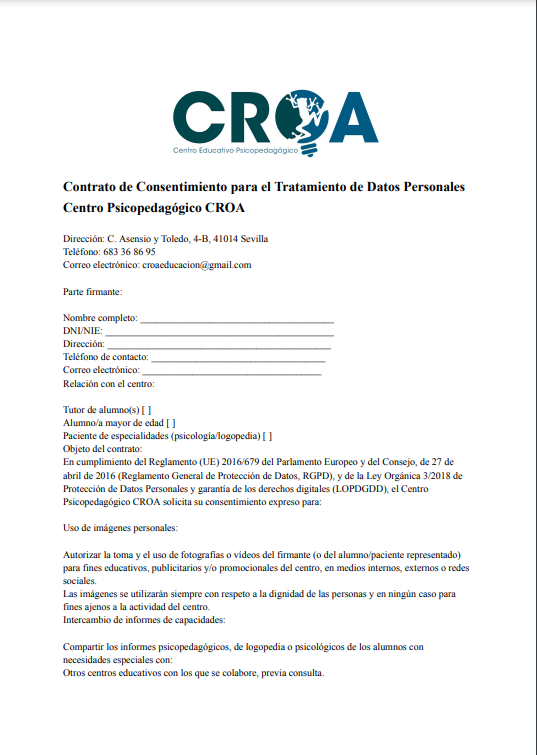 CROA
Centro Educativo Psicopedagógico
Contrato de Consentimiento para el Tratamiento de Datos Personales
Centro Psicopedagógico CROA
Dirección: C. Asensio y Toledo, 4-B, 41014 Sevilla
Teléfono: 683 36 86 95
Correo electrónico: croaeducacion@gmail.com
Parte firmante:
Nombre completo: ______________________________________
DNI/NIE: ______________________________________________
Dirección: _____________________________________________
Teléfono de contacto: ___________________________________
Correo electrónico: ____________________________________
Relación con el centro:
Tutor de alumno(s) [ ]
Alumno/a mayor de edad [ ]
Paciente de especialidades (psicología/logopedia) [ ]
Objeto del contrato:
En cumplimiento del Reglamento (UE) 2016/679 del Parlamento Europeo y del Consejo, de 27 de
abril de 2016 (Reglamento General de Protección de Datos, RGPD), y de la Ley Orgánica 3/2018 de
Protección de Datos Personales y garantía de los derechos digitales (LOPDGDD), el Centro
Psicopedagógico CROA solicita su consentimiento expreso para:
Uso de imágenes personales:
Autorizar la toma y el uso de fotografías o vídeos del firmante (o del alumno/paciente representado)
para fines educativos, publicitarios y/o promocionales del centro, en medios internos, externos o redes
sociales.
Las imágenes se utilizarán siempre con respeto a la dignidad de las personas y en ningún caso para
fines ajenos a la actividad del centro.
Intercambio de informes de capacidades:
Compartir los informes psicopedagógicos, de logopedia o psicológicos de los alumnos con
necesidades especiales con:
Otros centros educativos con los que se colabore, previa consulta.